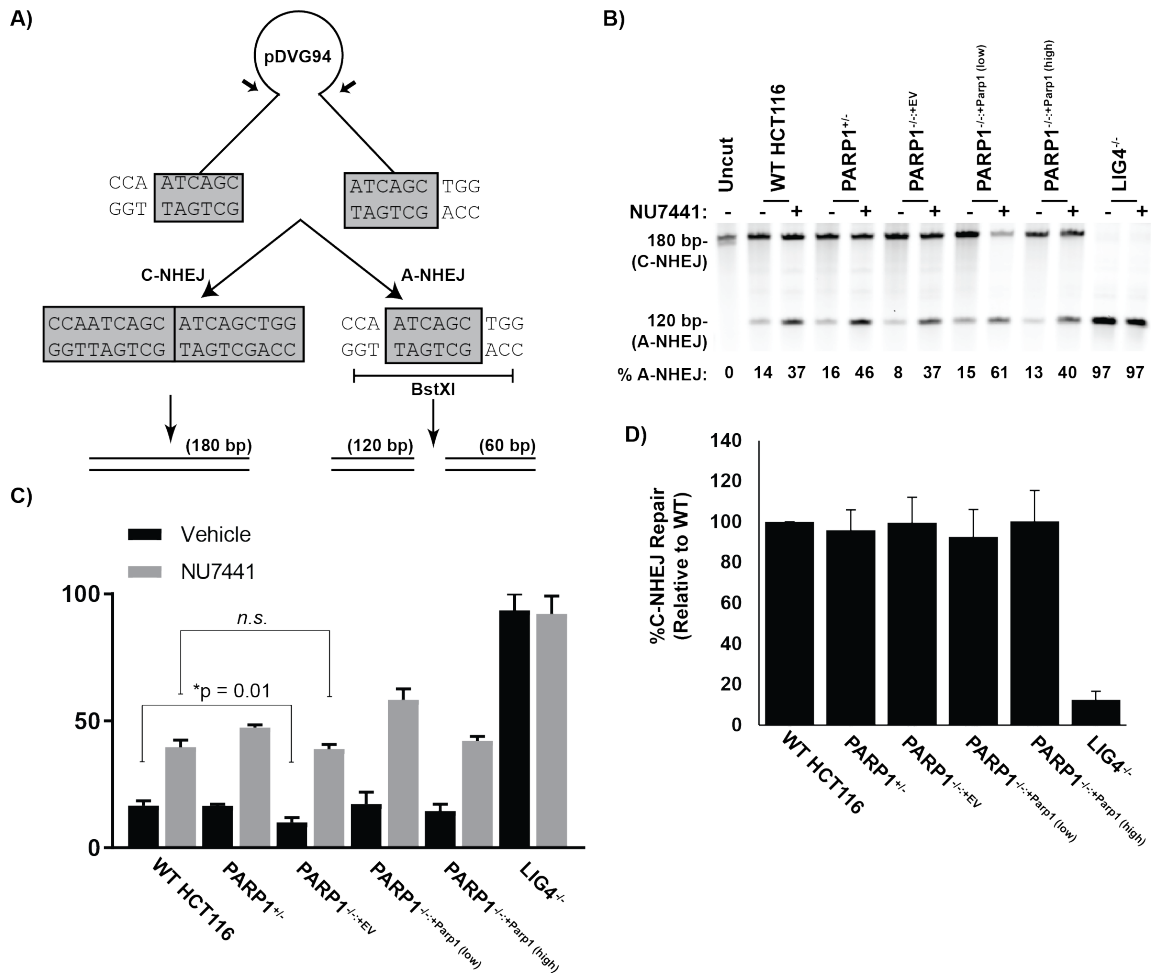 A)
pDVG94
CCA ATCAGC ATCAGC TGG
GGT TAGTCG TAGTCG ACC
C-NHEJ A-NHEJ
CCAATCAGC ATCAGCTGG CCA ATCAGC TGG
GGTTAGTCG TAGTCGACC GGT TAGTCG ACC
BstXI
(180 bp) (120 bp) (60 bp)
B)
Uncut
WT HCT116
PARP1+/-
PARP1-/-:+EV
PARP1-/-:+Parp1 (low)
PARP1-/-:+Parp1 (high)
LIG4-/-
NU7441: - - + - + - + - + - + - +
180 bp-
(C-NHEJ)
120 bp-
(A-NHEJ)
% A-NHEJ: 0 14 37 16 46 8 37 15 61 13 40 97 97
C)
Vehicle
NU7441
100
50
0
n.s.
*p = 0.01
WT HCT116
PARP1+/-
PARP1-/-:+EV
PARP1-/-:+Parp1 (low)
PARP1-/-:+Parp1 (high)
LIG4-/-
D)
%C-NHEJ Repair
(Relative to WT)
140
120
100
80
60
40
20
0
WT HCT116
PARP1+/-
PARP1-/-:+EV
PARP1-/-:+Parp1 (low)
PARP1-/-:+Parp1 (high)
LIG4-/-